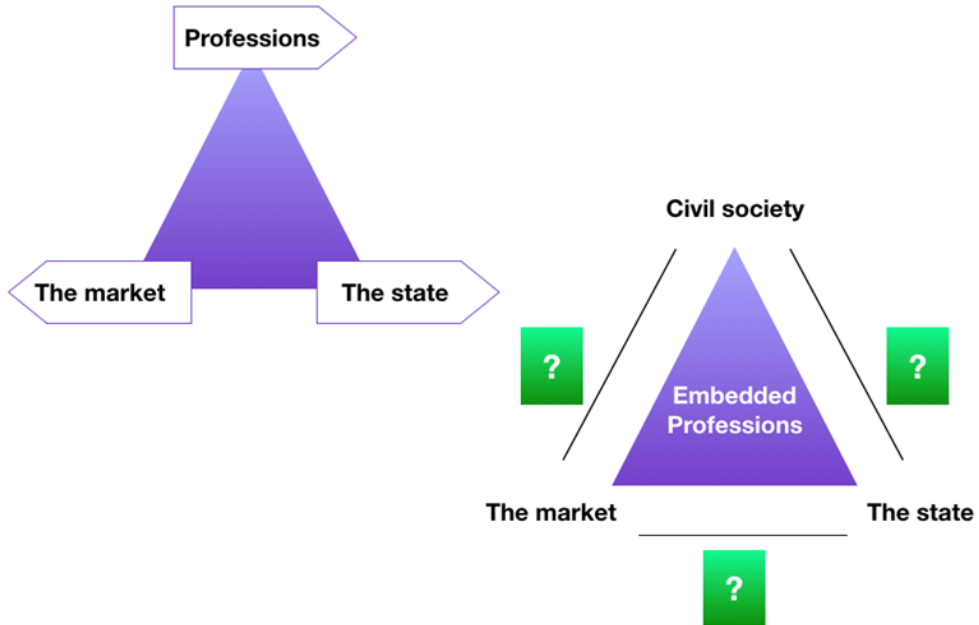 Professions
The market
The state
Civil society
?
?
Embedded
Professions
The market
The state
?